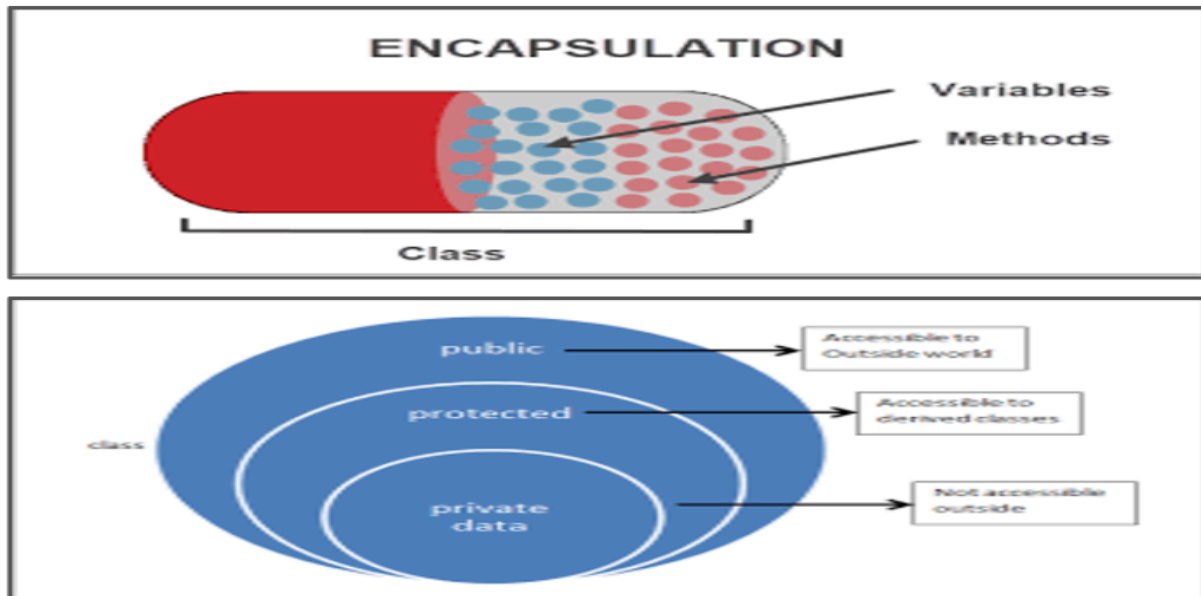 ENCAPSULATION
Variables
Methods
Class
public
Accessible to
Outside world
protected
Accessible to
derived classes
class
private
data
Not accessible
outside